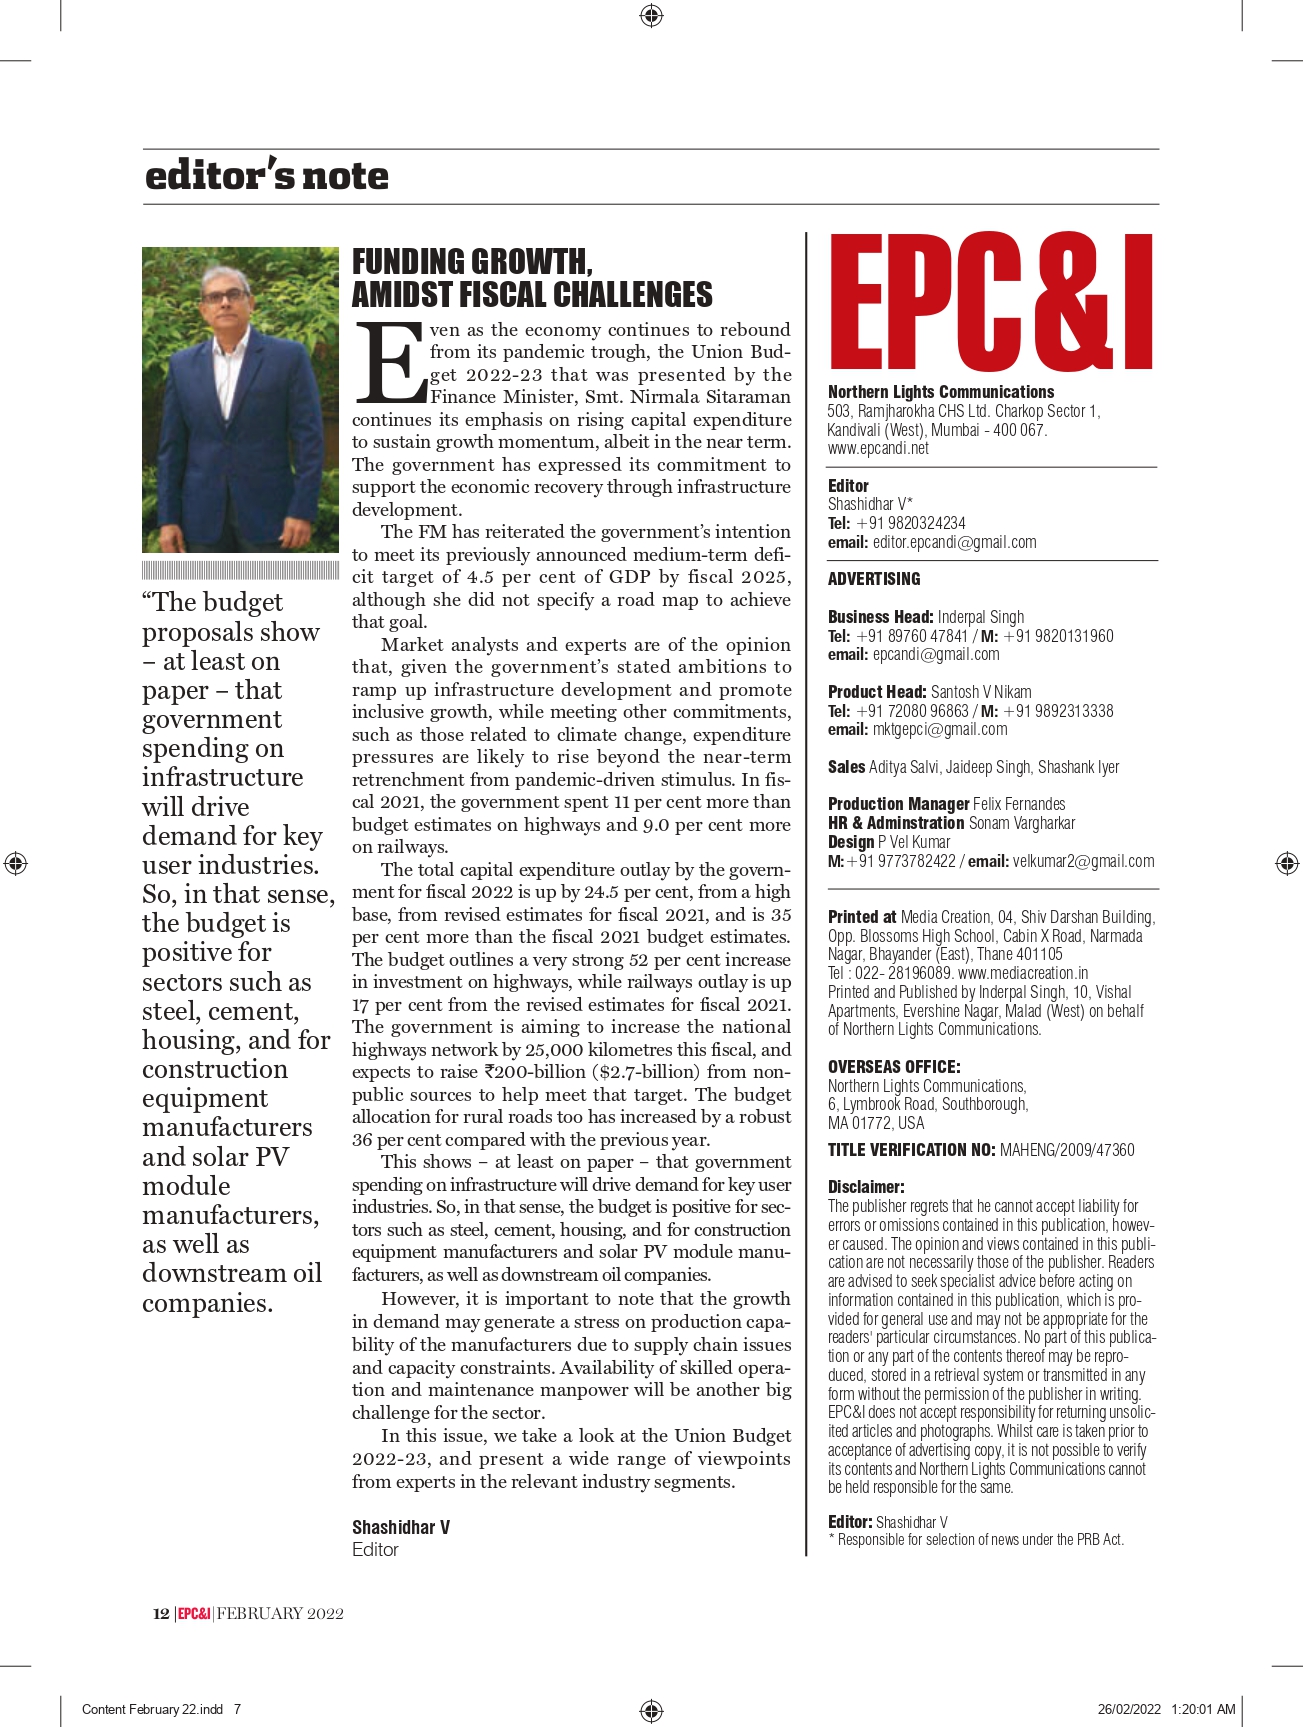 editor's note
“The budget
proposals show
– at least on
paper – that
government
spending on
infrastructure
will drive
demand for key
user industries.
So, in that sense,
the budget is
positive for
sectors such as
steel, cement,
housing, and for
construction
equipment
manufacturers
and solar PV
module
manufacturers,
as well as
downstream oil
companies.
FUNDING GROWTH,
AMIDST FISCAL CHALLENGES
Even as the economy continues to rebound
from its pandemic trough, the Union Bud-
get 2022-23 that was presented by the
Finance Minister, Smt. Nirmala Sitaraman
continues its emphasis on rising capital expenditure
to sustain growth momentum, albeit in the near term.
The government has expressed its commitment to
support the economic recovery through infrastructure
development.
The FM has reiterated the government’s intention
to meet its previously announced medium-term defi-
cit target of 4.5 per cent of GDP by fiscal 2025,
although she did not specify a road map to achieve
that goal.
Market analysts and experts are of the opinion
that, given the government’s stated ambitions to
ramp up infrastructure development and promote
inclusive growth, while meeting other commitments,
such as those related to climate change, expenditure
pressures are likely to rise beyond the near-term
retrenchment from pandemic-driven stimulus. In fis-
cal 2021, the government spent 11 per cent more than
budget estimates on highways and 9.0 per cent more
on railways.
The total capital expenditure outlay by the govern-
ment for fiscal 2022 is up by 24.5 per cent, from a high
base, from revised estimates for fiscal 2021, and is 35
per cent more than the fiscal 2021 budget estimates.
The budget outlines a very strong 52 per cent increase
in investment on highways, while railways outlay is up
17 per cent from the revised estimates for fiscal 2021.
The government is aiming to increase the national
highways network by 25,000 kilometres this fiscal, and
expects to raise ₹200-billion ($2.7-billion) from non-
public sources to help meet that target. The budget
allocation for rural roads too has increased by a robust
36 per cent compared with the previous year.
This shows – at least on paper – that government
spending on infrastructure will drive demand for key user
industries. So, in that sense, the budget is positive for sec-
tors such as steel, cement, housing, and for construction
equipment manufacturers and solar PV module manu-
facturers, as well as downstream oil companies.
However, it is important to note that the growth
in demand may generate a stress on production capa-
bility of the manufacturers due to supply chain issues
and capacity constraints. Availability of skilled opera-
tion and maintenance manpower will be another big
challenge for the sector.
In this issue, we take a look at the Union Budget
2022-23, and present a wide range of viewpoints
from experts in the relevant industry segments.
Shashidhar V
Editor
EPC&I
Northern Lights Communications
503, Ramjharokha CHS Ltd. Charkop Sector 1,
Kandivali (West), Mumbai - 400 067.
www.epcandi.net
Editor
Shashidhar V*
Tel: +91 9820324234
email: editor.epcandi@gmail.com
ADVERTISING
Business Head: Inderpal Singh
Tel: +91 89760 47841 / M: +91 9820131960
email: epcandi@gmail.com
Product Head: Santosh V Nikam
Tel: +91 72080 96863 / M: +91 9892313338
email: mktgepci@gmail.com
Sales Aditya Salvi, Jaideep Singh, Shashank Iyer
Production Manager Felix Fernandes
HR & Adminstration Sonam Vargharkar
Design P Vel Kumar
M:+91 9773782422 / email: velkumar2@gmail.com
Printed at Media Creation, 04, Shiv Darshan Building,
Opp. Blossoms High School, Cabin X Road, Narmada
Nagar, Bhayander (East), Thane 401105
Tel : 022- 28196089. www.mediacreation.in
Printed and Published by Inderpal Singh, 10, Vishal
Apartments, Evershine Nagar, Malad (West) on behalf
of Northern Lights Communications.
OVERSEAS OFFICE:
Northern Lights Communications,
6, Lymbrook Road, Southborough,
MA 01772, USA
TITLE VERIFICATION NO: MAHENG/2009/47360
Disclaimer:
The publisher regrets that he cannot accept liability for
errors or omissions contained in this publication, howev-
er caused. The opinion and views contained in this publi-
cation are not necessarily those of the publisher. Readers
are advised to seek specialist advice before acting on
information contained in this publication, which is pro-
vided for general use and may not be appropriate for the
readers' particular circumstances. No part of this publica-
tion or any part of the contents thereof may be repro-
duced, stored in a retrieval system or transmitted in any
form without the permission of the publisher in writing.
EPC&I does not accept responsibility for returning unsolic-
ited articles and photographs. Whilst care is taken prior to
acceptance of advertising copy, it is not possible to verify
its contents and Northern Lights Communications cannot
be held responsible for the same.
Editor: Shashidhar V
* Responsible for selection of news under the PRB Act.
12 |EPC&I| FEBRUARY 2022
Content February 22.indd 7
26/02/2022 1:20:01 AM